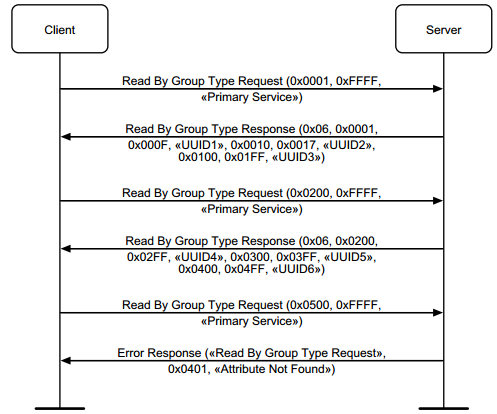 Client
Server
Read By Group Type Request (0x0001, 0xFFFF,
«Primary Service»)
Read By Group Type Response (0x06, 0x0001,
0x000F, «UUID1», 0x0010, 0x0017, «UUID2»,
0x0100, 0x01FF, «UUID3»)
Read By Group Type Request (0x0200, 0xFFFF,
«Primary Service»)
Read By Group Type Response (0x06, 0x0200,
0x02FF, «UUID4», 0x0300, 0x03FF, «UUID5»,
0x0400, 0x04FF, «UUID6»)
Read By Group Type Request (0x0500, 0xFFFF,
«Primary Service»)
Error Response («Read By Group Type Request»,
0x0401, «Attribute Not Found»)